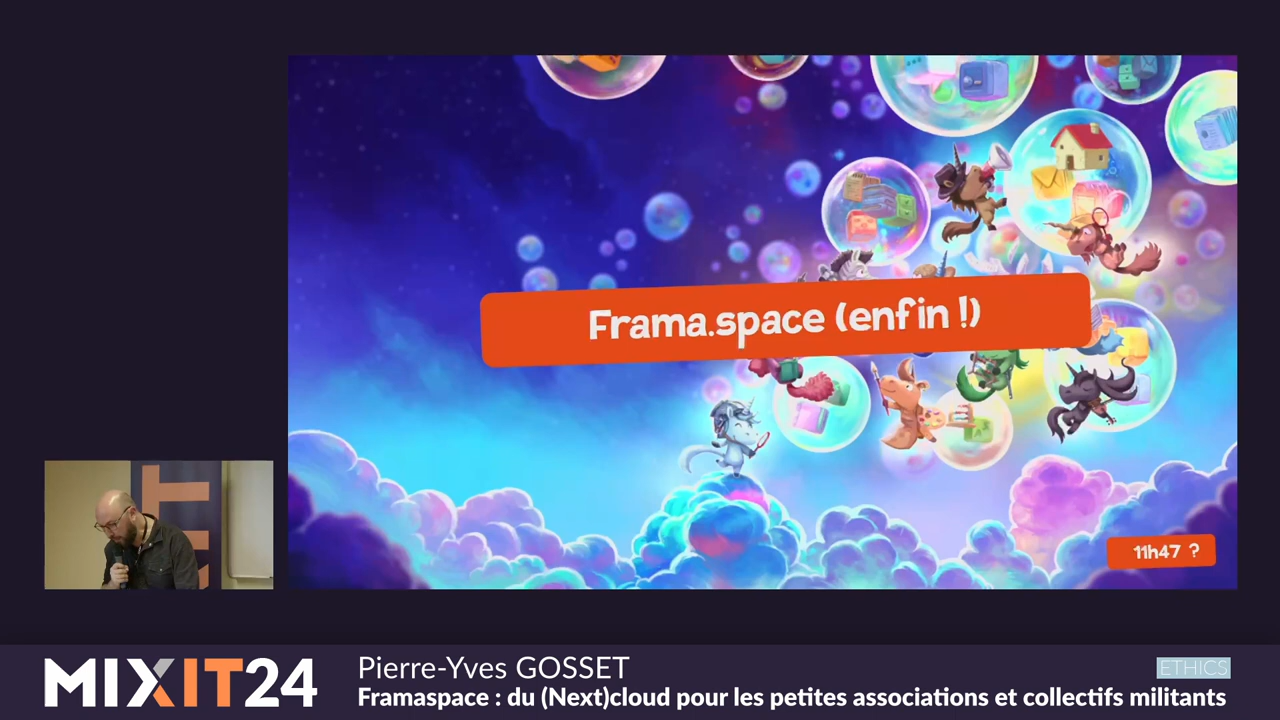 Frama.space (enfin !)
11h47 ?
MIXIT24
Pierre-Yves GOSSET
ETHICS
Framaspace : du (Next)cloud pour les petites associations et collectifs militants